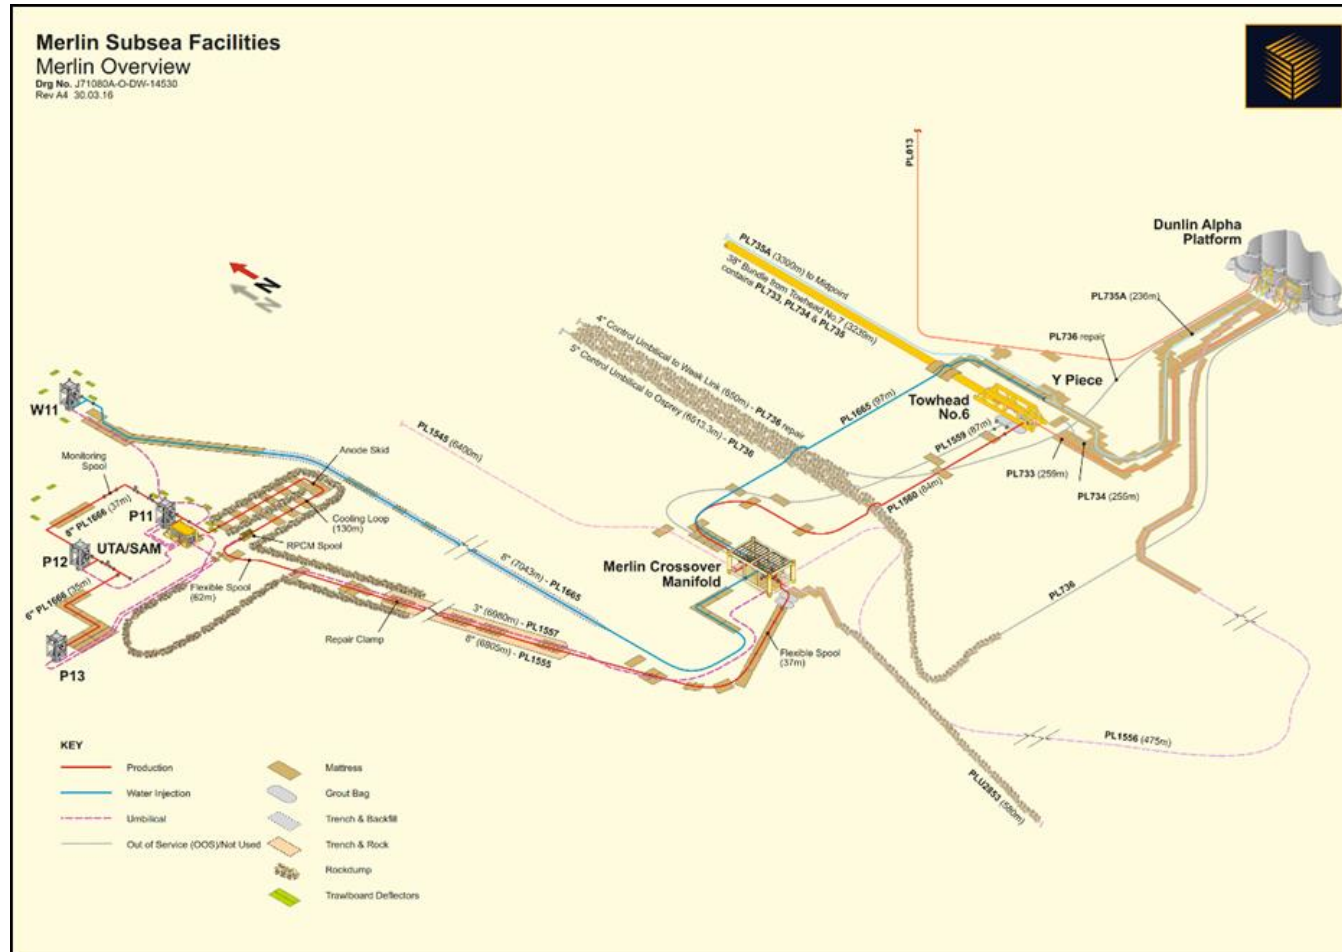 Merlin Subsea Facilities
Merlin Overview
Drg No. J71080A-O-DW-14530
Rev A4 30.03.16
N
N
PL013
Dunlin Alpha
Platform
PL735A (3300m) to Midpoint
38" Bundle from Towhead No.7 (3239m)
contains PL733, PL734 & PL735
PL735A (236m)
PL736 repair
4" Control Umbilical to Weak Link (650m) - PL736 repair
5" Control Umbilical to Osprey (6513.3m) - PL736
Y Piece
Towhead
No.6
PL1665 (97m)
PL1559 (87m)
PL1560 (84m)
PL733 (259m)
PL734 (255m)
W11
PL1545 (6400m)
Monitoring
Spool
Anode Skid
8" PL1666 (37m)
P11
Cooling Loop
(130m)
UTA/SAM
RPCM Spool
P12
8" (7043m) - PL1665
Merlin Crossover
Manifold
6" PL1666 (35m)
Flexible Spool
(62m)
PL736
3" (6980m) - PL1557
8" (6805m) - PL1555
Repair Clamp
Flexible Spool
(37m)
P13
PL1556 (475m)
PLU2853 (580m)
KEY
Production
Water Injection
Umbilical
Out of Service (OOS)/Not Used
Mattress
Grout Bag
Trench & Backfill
Trench & Rock
Rockdump
Trawlboard Deflectors